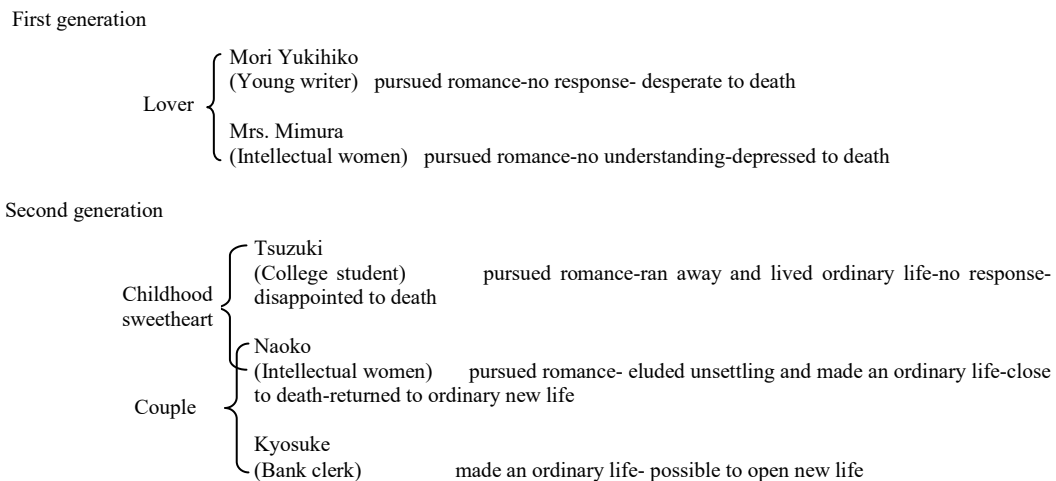 First generation
Mori Yukihiko
(Young writer) pursued romance-no response- desperate to death
Lover
Mrs. Mimura
(Intellectual women) pursued romance-no understanding-depressed to death
Second generation
Tsuzuki
(College student) pursued romance-ran away and lived ordinary life-no response-
disappointed to death
Childhood
sweetheart
Naoko
(Intellectual women) pursued romance- eluded unsettling and made an ordinary life-close
to death-returned to ordinary new life
Couple
Kyosuke
(Bank clerk) made an ordinary life- possible to open new life